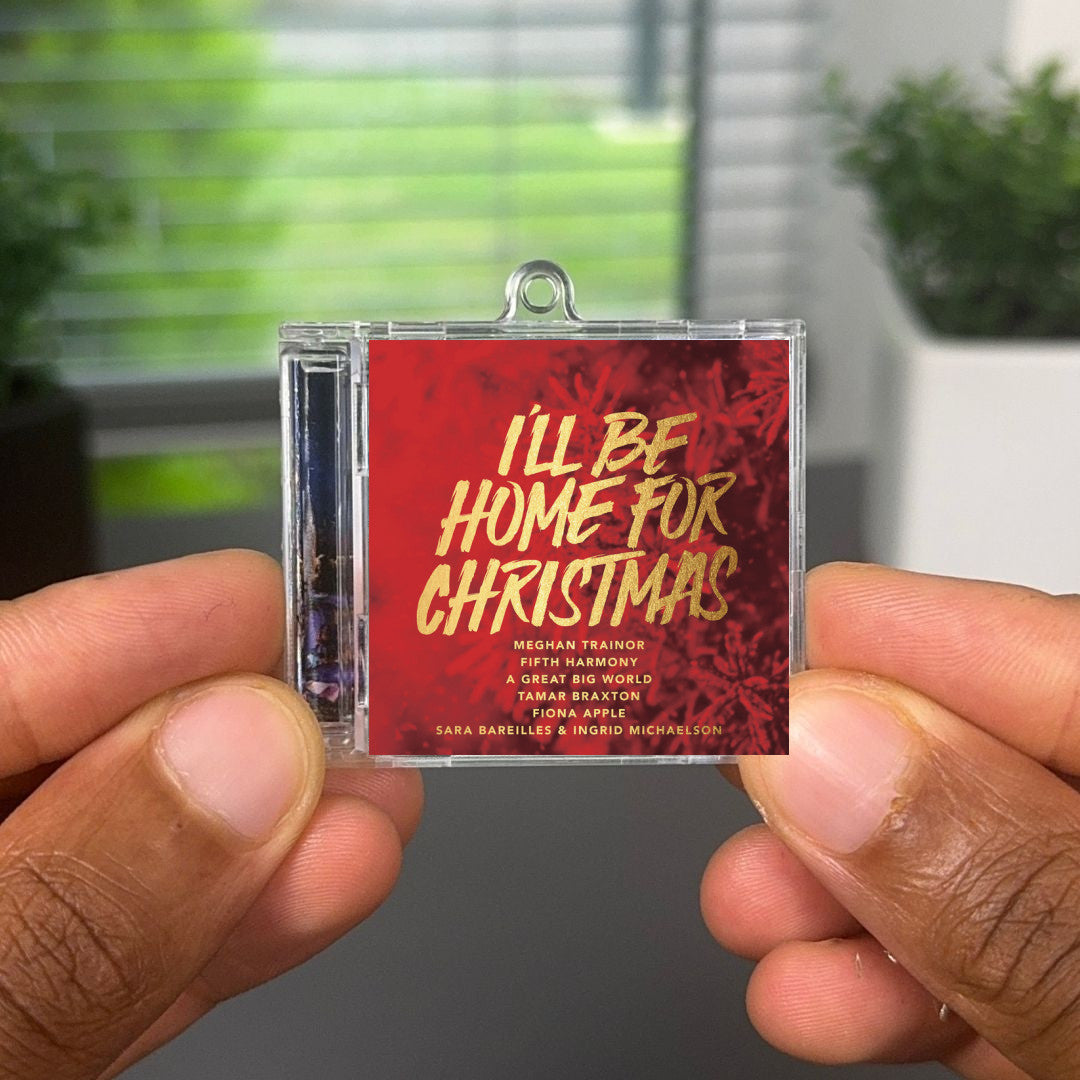 I'LL BE
HOME FOR
CHRISTMAS
MEGHAN TRAINOR
FIFTH HARMONY
A GREAT BIG WORLD
TAMAR BRAXTON
FIONA APPLE
SARA BAREILLES & INGRID MICHAELSON